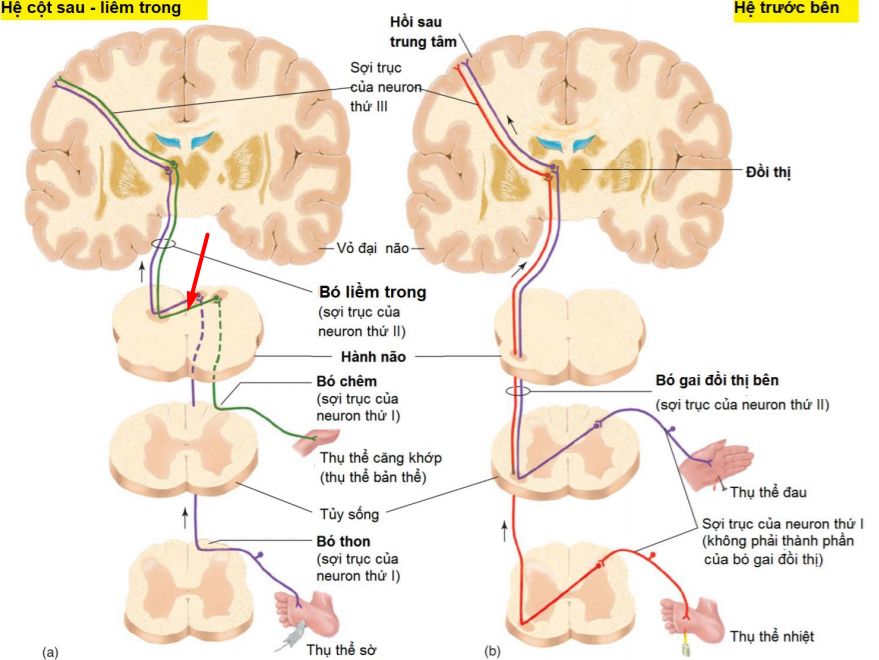 Hệ cột sau - liêm trong
Hệ trước bên
Hồi sau
trung tâm
Sợi trục
của neuron
thứ III
Đồi thị
Vỏ đại não
Bó liềm trong
(sợi trục của
neuron thứ II)
Hành não
Bó chêm
(sợi trục của
neuron thứ I)
Bó gai đồi thị bên
(sợi trục của neuron thứ II)
Thụ thể căng khớp
(thụ thể bản thể)
Thụ thể đau
Tủy sống
Sợi trục của neuron thứ I
(không phải thành phần
của bó gai đồi thị)
Bó thon
(sợi trục của
neuron thứ I)
Thụ thể sờ
Thụ thể nhiệt
(a)
(b)